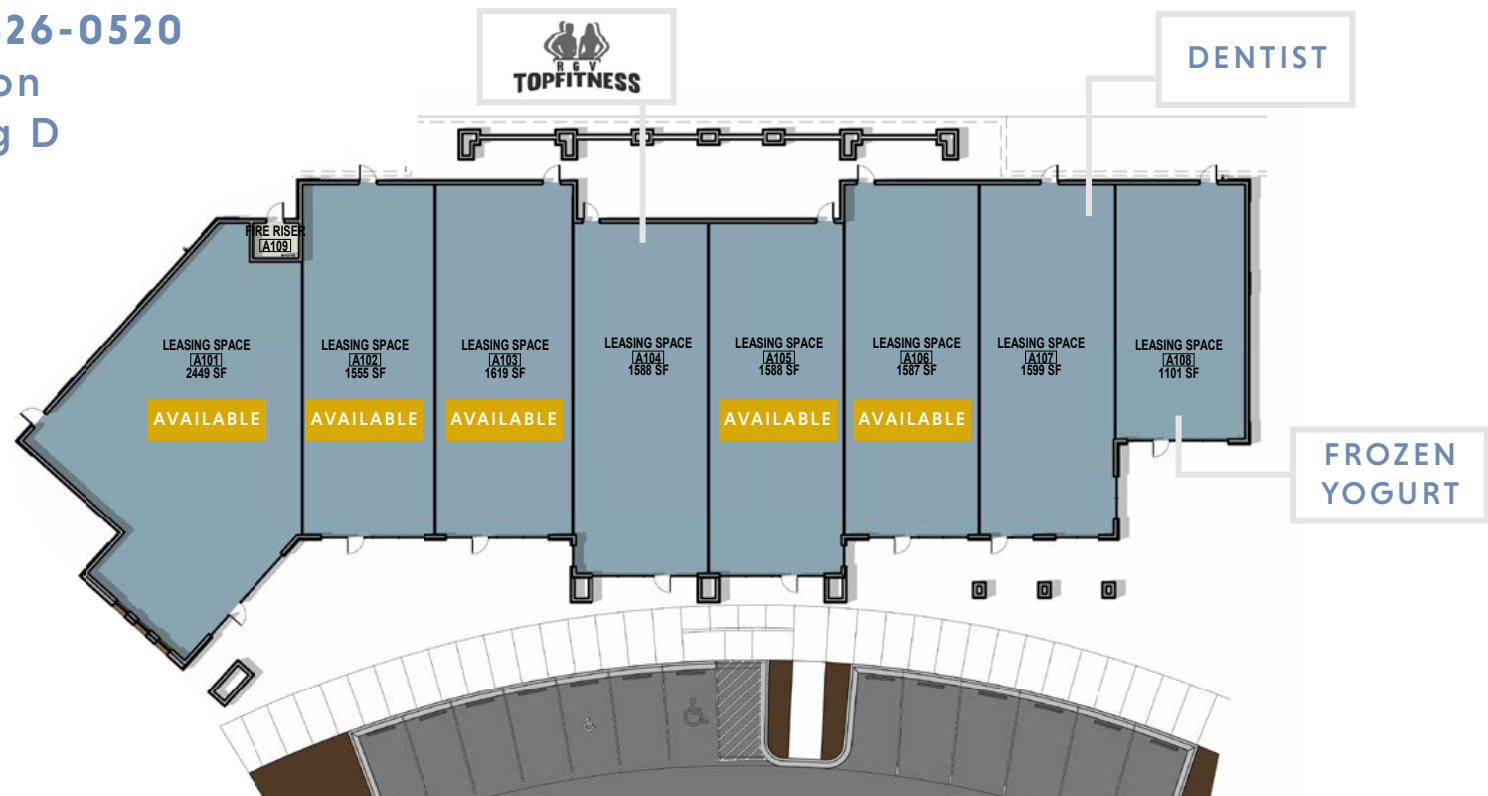 26-0520
on
g D
RGV
TOPFITNESS
DENTIST
FIRE RISER
A109
LEASING SPACE
A101
2449 SF
AVAILABLE
LEASING SPACE
A102
1555 SF
AVAILABLE
LEASING SPACE
A103
1619 SF
AVAILABLE
LEASING SPACE
A104
1588 SF
LEASING SPACE
A105
1588 SF
AVAILABLE
LEASING SPACE
A106
1587 SF
AVAILABLE
LEASING SPACE
A107
1599 SF
LEASING SPACE
A108
1101 SF
FROZEN
YOGURT